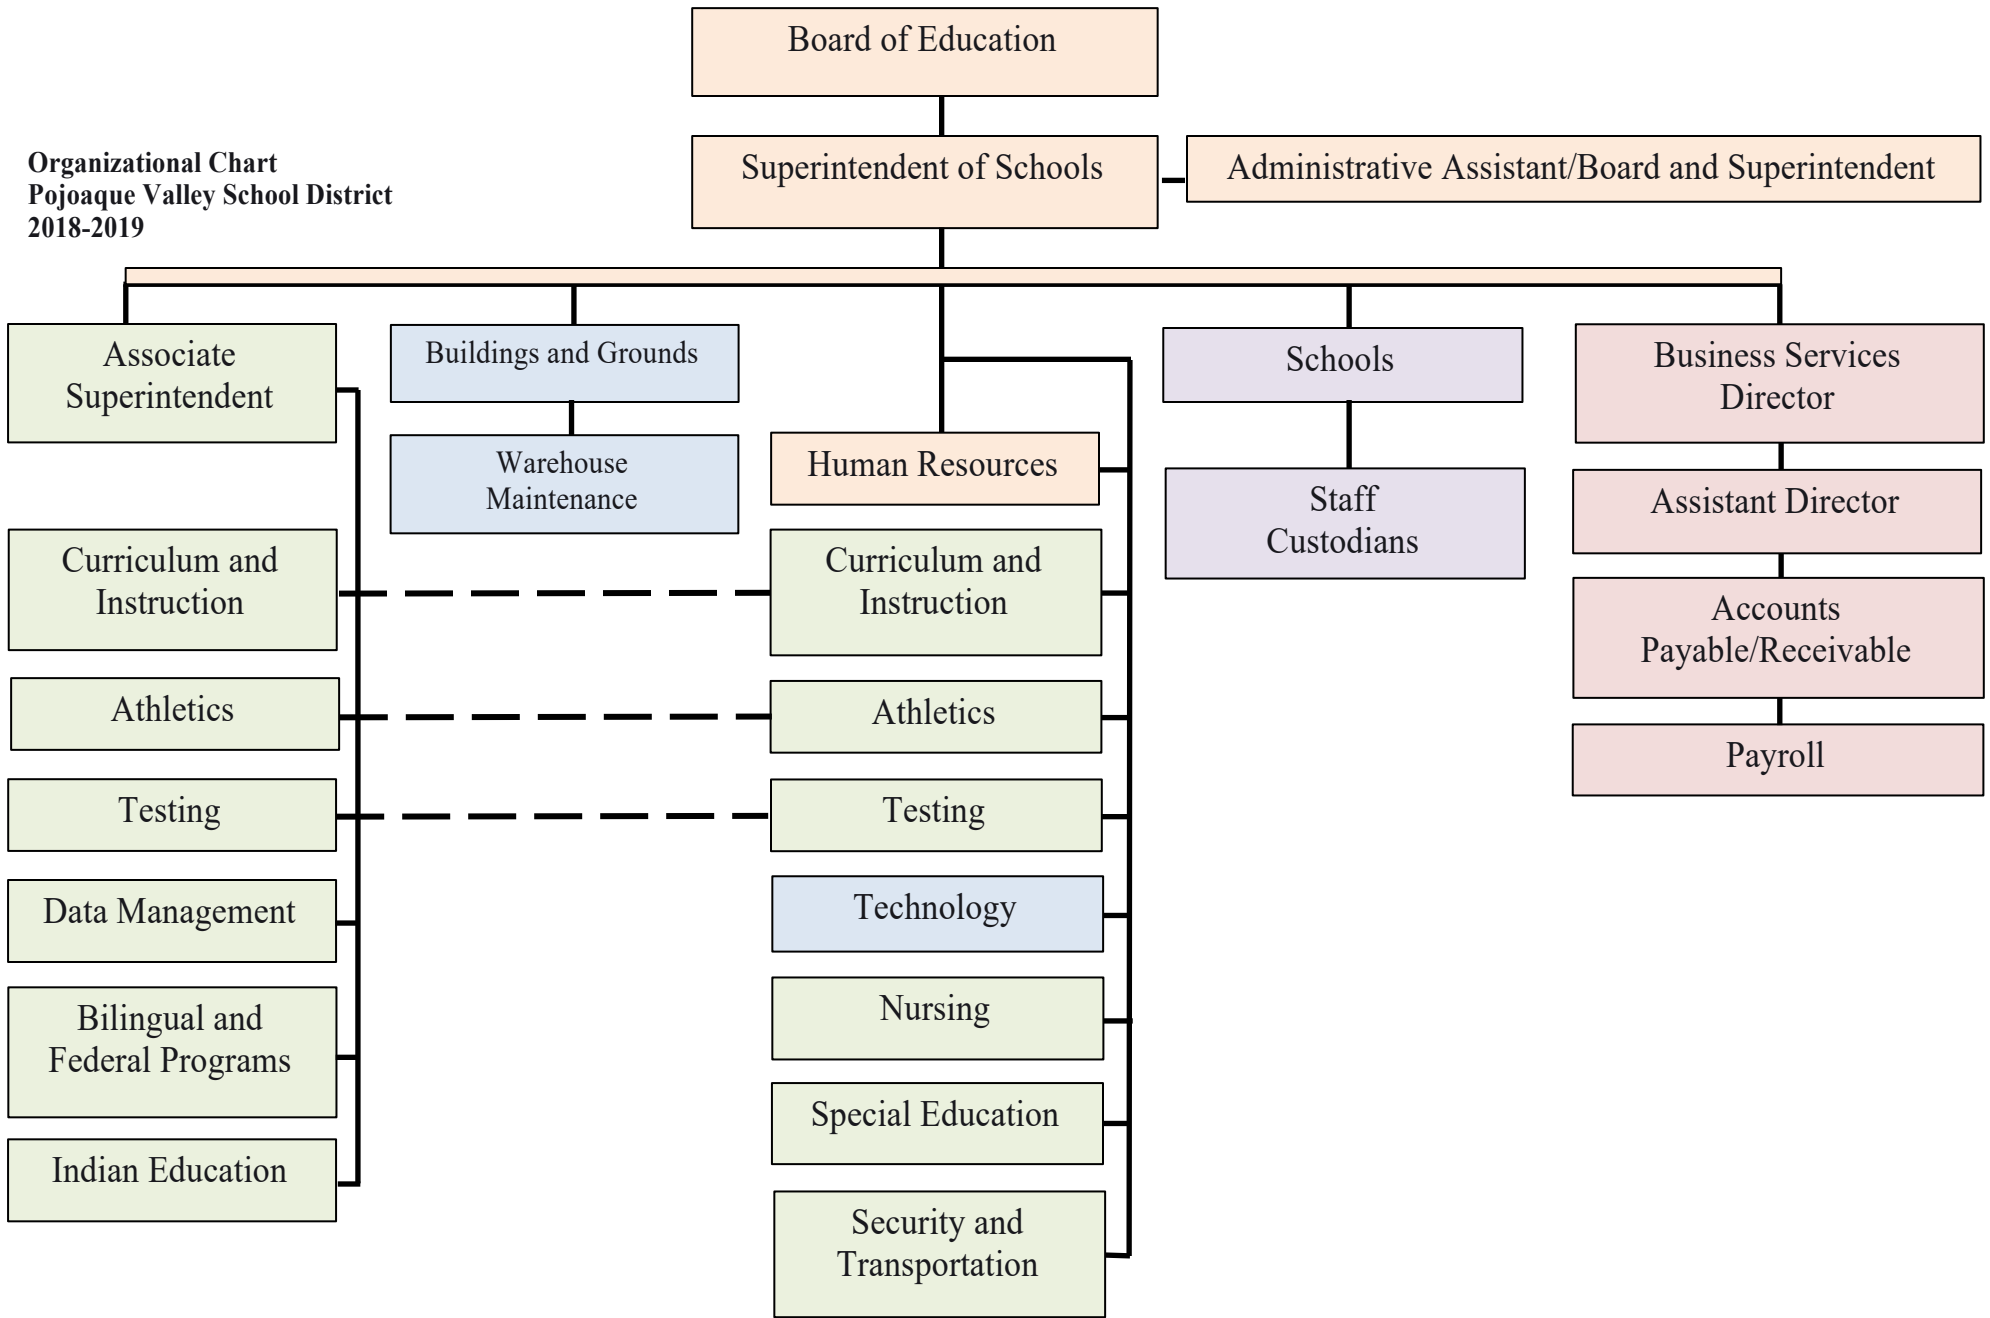 Board of Education
Superintendent of Schools
Administrative Assistant/Board and Superintendent
Organizational Chart
Pojoaque Valley School District
2018-2019
Associate
Superintendent
Curriculum and
Instruction
Athletics
Testing
Data Management
Bilingual and
Federal Programs
Indian Education
Buildings and Grounds
Warehouse
Maintenance
Human Resources
Curriculum and
Instruction
Athletics
Testing
Technology
Nursing
Special Education
Security and
Transportation
Schools
Staff
Custodians
Business Services
Director
Assistant Director
Accounts
Payable/Receivable
Payroll